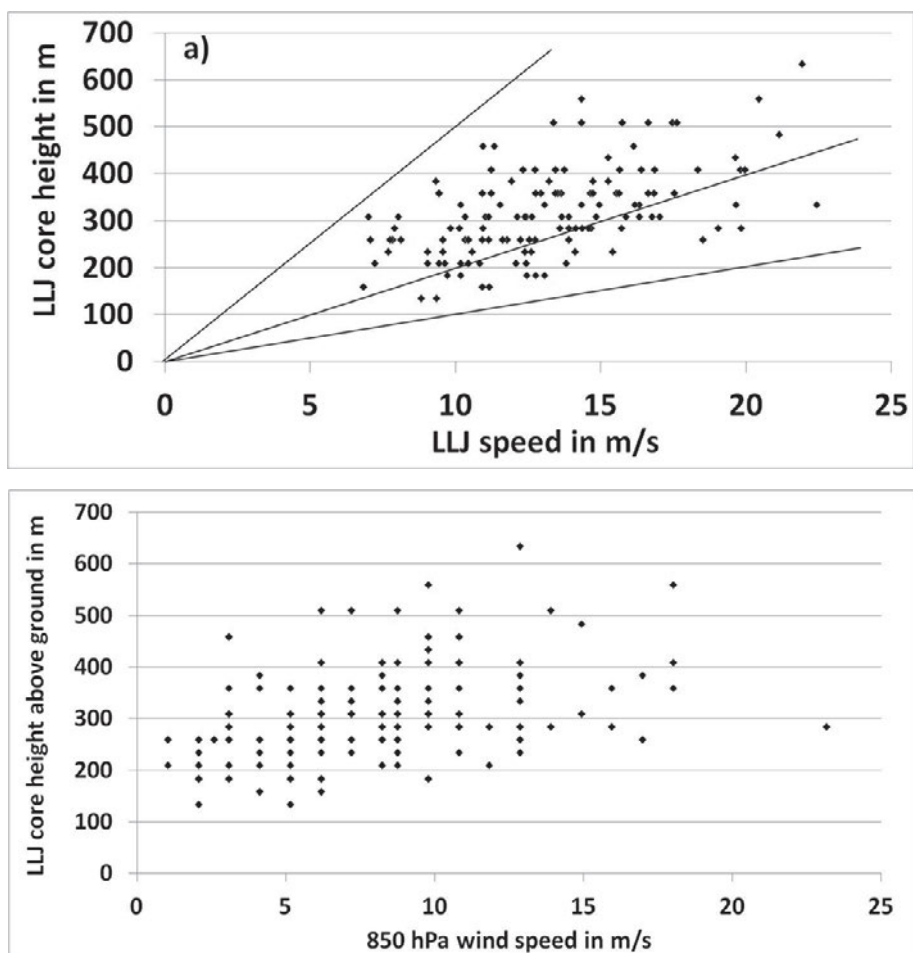 a)
LLJ core height in m
700
600
500
400
300
200
100
0
0 5 10 15 20 25
LLJ speed in m/s
LLJ core height above ground in m
700
600
500
400
300
200
100
0
0 5 10 15 20 25
850 hPa wind speed in m/s